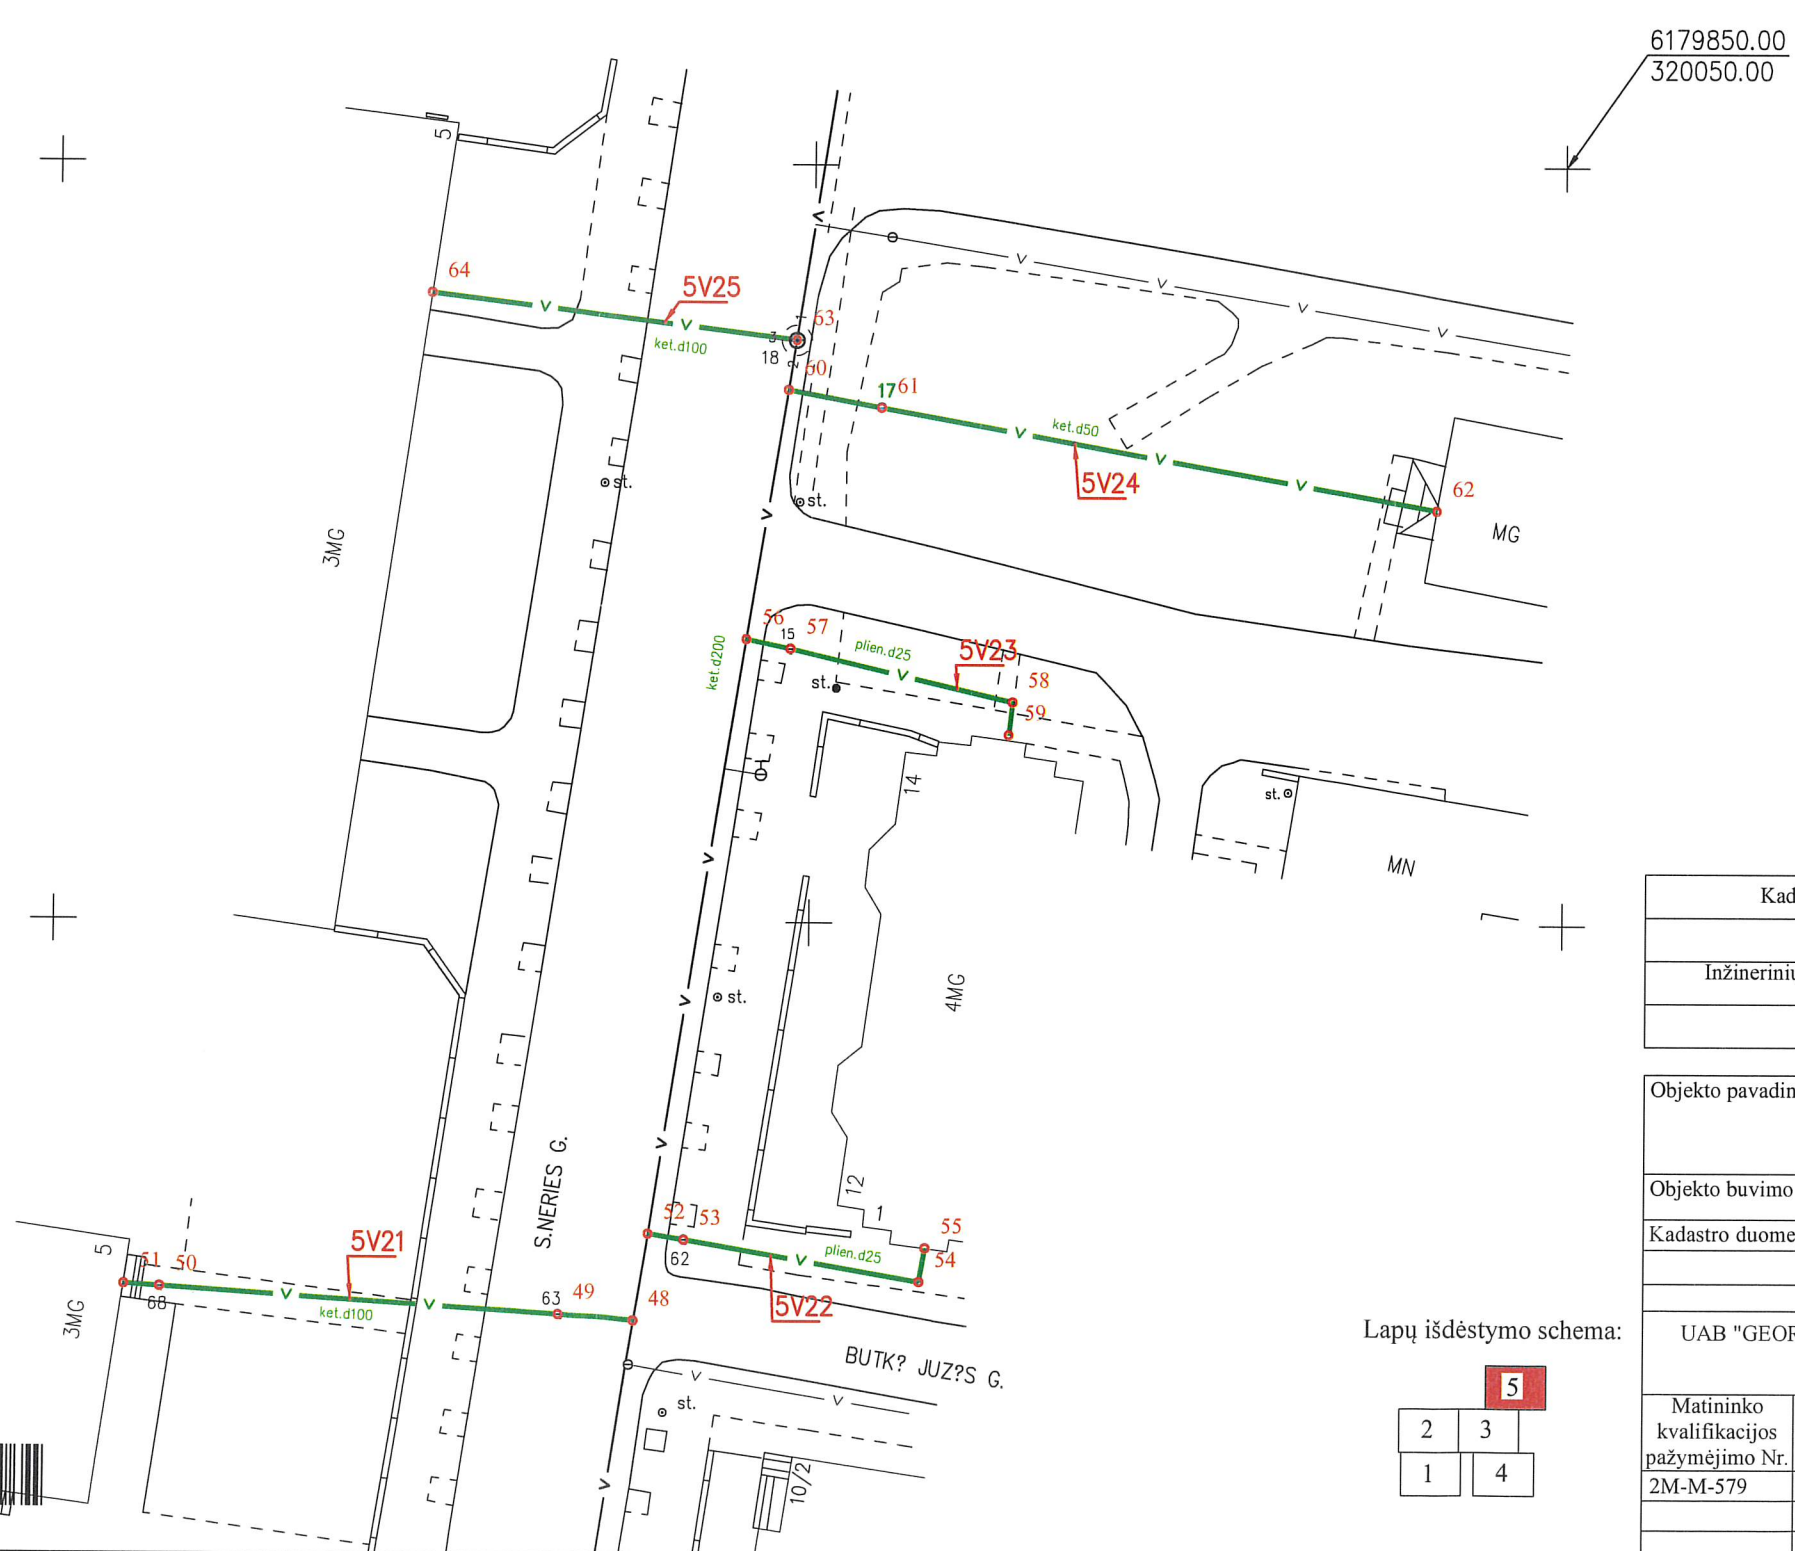 6179850.00
320050.00
5
64
5V25
ket.d100
1
63
3
18
2
60
17
61
ket.d50
5V24
62
MG
st.
st.
3MG
56
15
57
plien.d25
5V23
58
59
ket.d200
st.
14
st.
MN
4MG
st.
S.NERIES G.
12
1
52
53
62
plien.d25
55
54
5V22
5
51
50
68
5V21
ket.d100
63
49
48
3MG
BUTK? JUZ?S G.
st.
10/2
Lapų išdėstymo schema:
5
2
3
1
4
Objekto pavadin
Objekto buvimo
Kadastro duome
UAB "GEOR
Matininko
kvalifikacijos
pažymėjimo Nr.
2M-M-579
Kad
Inžineriniu